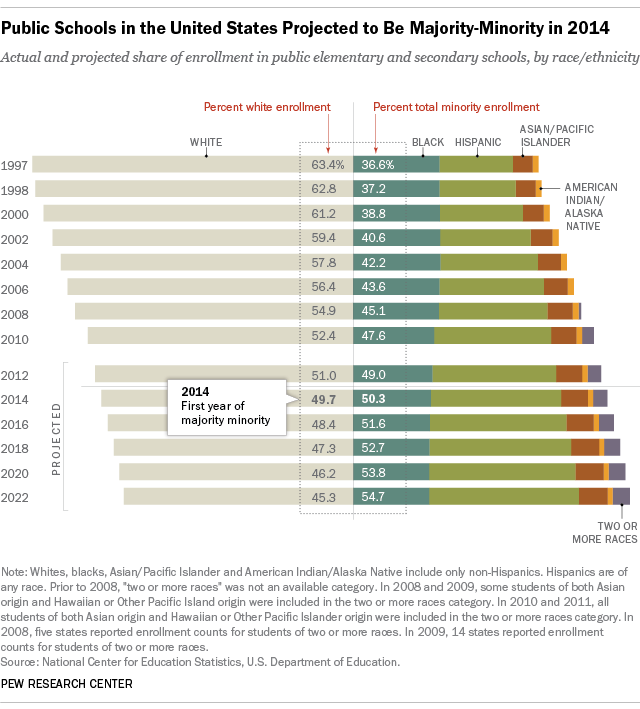 Public Schools in the United States Projected to Be Majority-Minority in 2014
Actual and projected share of enrollment in public elementary and secondary schools, by race/ethnicity
Percent white enrollment
Percent total minority enrollment
WHITE
BLACK
HISPANIC
ASIAN/PACIFIC
ISLANDER
1997 63.4% 36.6%
1998 62.8 37.2
AMERICAN
INDIAN/
ALASKA
NATIVE
2000 61.2 38.8
2002 59.4 40.6
2004 57.8 42.2
2006 56.4 43.6
2008 54.9 45.1
2010 52.4 47.6
PROJECTED
2012 51.0 49.0
2014 49.7 50.3
2014
First year of
majority minority
2016 48.4 51.6
2018 47.3 52.7
2020 46.2 53.8
2022 45.3 54.7
TWO OR
MORE RACES
Note: Whites, blacks, Asian/Pacific Islander and American Indian/Alaska Native include only non-Hispanics. Hispanics are of
any race. Prior to 2008, "two or more races" was not an available category. In 2008 and 2009, some students of both Asian
origin and Hawaiian or Other Pacific Island origin were included in the two or more races category. In 2010 and 2011, all
students of both Asian origin and Hawaiian or Other Pacific Islander origin were included in the two or more races category. In
2008, five states reported enrollment counts for students of two or more races. In 2009, 14 states reported enrollment
counts for students of two or more races.
Source: National Center for Education Statistics, U.S. Department of Education.
PEW RESEARCH CENTER